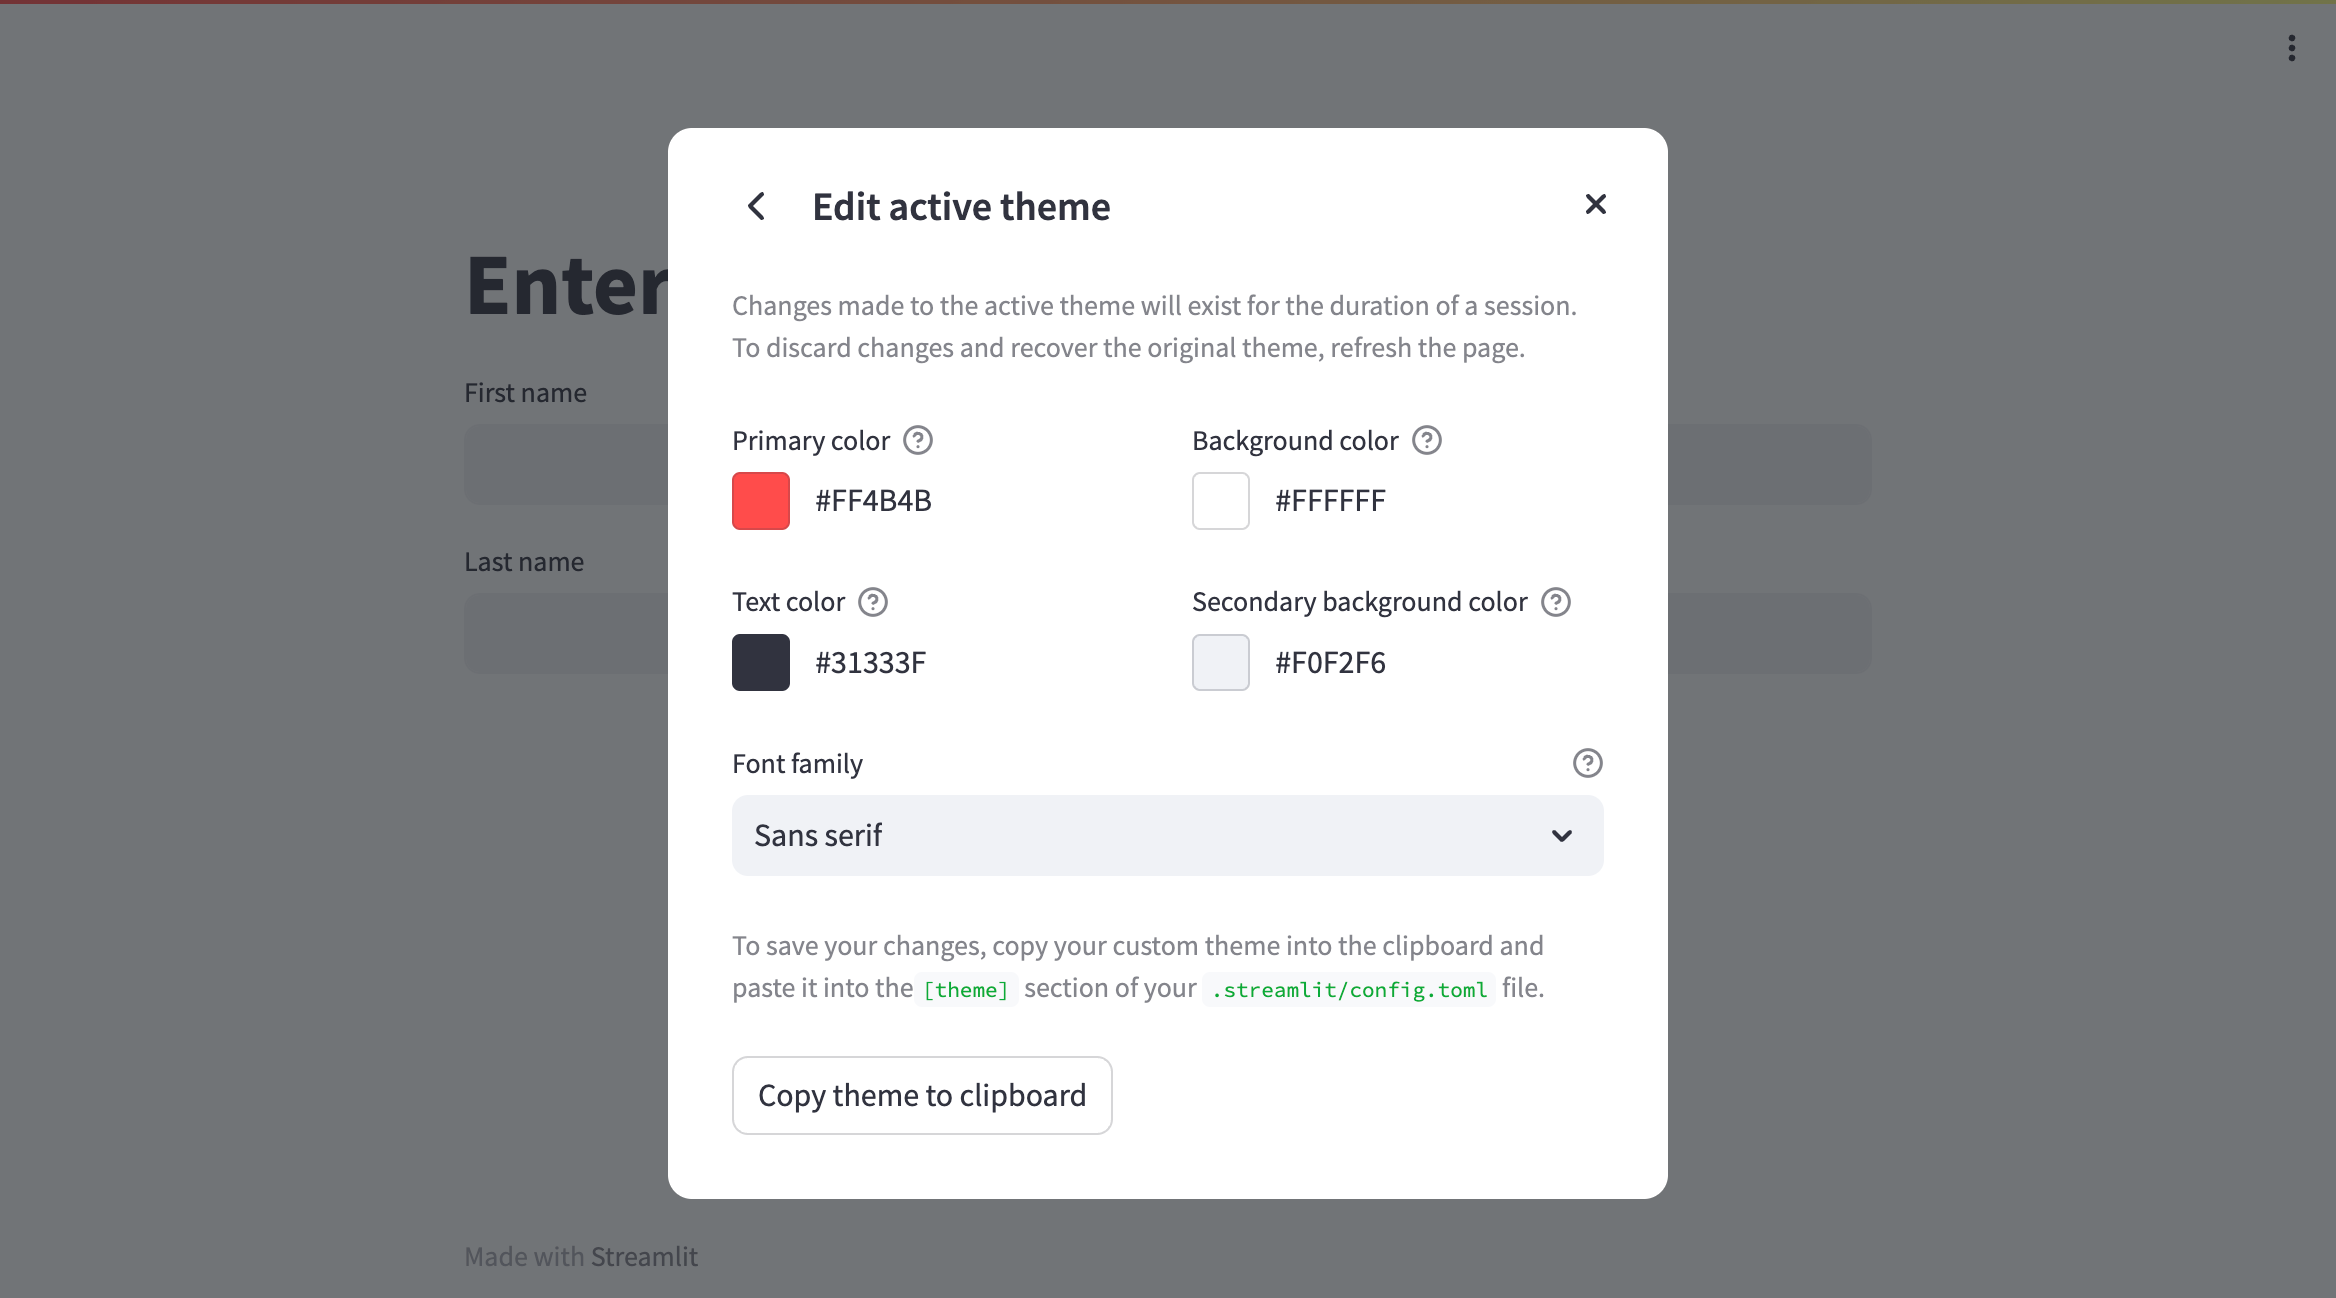 Edit active theme
Enter
Changes made to the active theme will exist for the duration of a session.
To discard changes and recover the original theme, refresh the page.
First name
Primary color
Background color
#FF4B4B
#FFFFFF
Last name
Text color
Secondary background color
#31333F
#F0F2F6
Font family
Sans serif
To save your changes, copy your custom theme into the clipboard and
paste it into the [theme] section of your .streamlit/config.toml file.
Copy theme to clipboard
Made with Streamlit